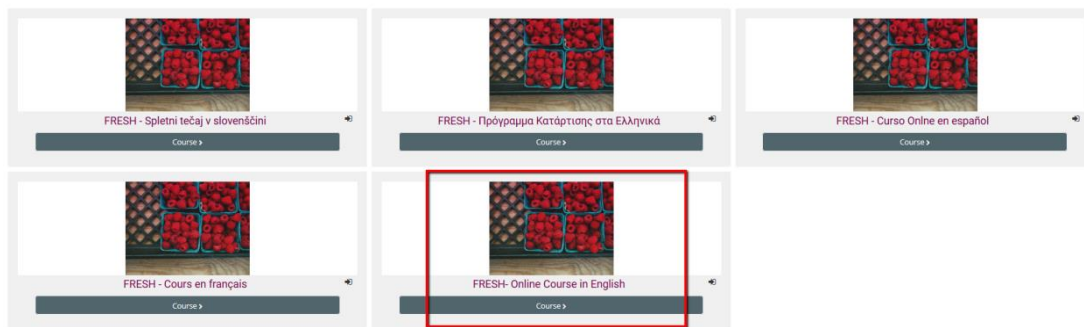 FRESH - Spletni tečaj v slovenščini
Course >
FRESH - Πρόγραμμα Κατάρτισης στα Ελληνικά
Course >
FRESH - Curso Onlne en español
Course >
FRESH - Cours en français
Course >
FRESH- Online Course in English
Course >